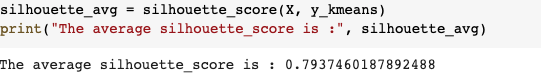 silhouette_avg = silhouette_score(X, y_kmeans)
print("The average silhouette_score is :", silhouette_avg)
The average silhouette_score is : 0.7937460187892488